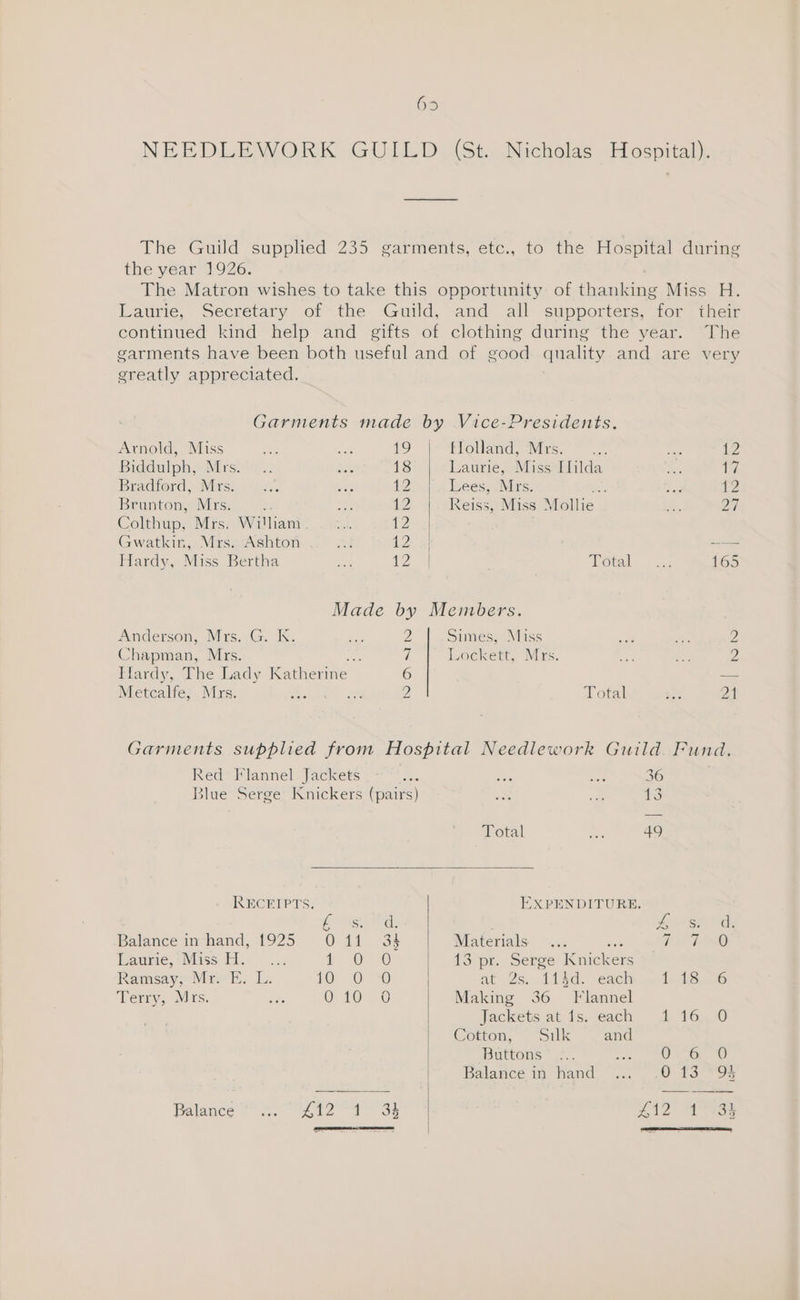 65
NEEDLEWORK GUILD (St. Nicholas Hospital).
The Guild supplied 235 garments, etc., to the Hospital during
the year 1926.
The Matron wishes to take this opportunity of thanking Miss H.
Laurie, Secretary of the Guild, and all supporters, for their
continued kind help and gifts of clothing during the year. The
garments have been both useful and of good quality and are very
greatly appreciated.
Garments made by Vice-Presidents.
Arnold, Miss ... ... 19
Biddulph, Mrs. ... ... 18
Bradford, Mrs. ... ... 12
Brunton, Mrs. ... ... 12
Colthup, Mrs. William ... 12
Gwatkin, Mrs. Ashton ... 12
Hardy, Miss Bertha ... 12
Holland, Mrs. ... ... 12
Laurie, Miss Hilda ... 17
Lees, Mrs. ... ... 12
Reiss, Miss Mollie ... 27
Total ... 165
Made by Members.
Anderson, Mrs. G. K. ... 2
Chapman, Mrs. ... 7
Hardy, The Lady Katherine 6
Metcalfe, Mrs. ... ... 2
Simes, Miss ... ... 2
Lockett, Mrs. ... ... 2
Total ... 21
Garments supplied from Hospital Needlework Guild Fund.
Red Flannel Jackets ... ... ... 36
Blue Serge Knickers (pairs) ... ... 13
Total ... 49
RECEIPTS.
£ s. d.
Balance in hand, 1925 0 11 3½
Laurie, Miss H. ... 1 0 0
Ramsay, Mr. E. L. 10 0 0
Terry, Mrs. ... 0 10 0
Balance ... £12 1 3½
EXPENDITURE.
£ s. d.
Materials ... ... 7 7 0
13 pr. Serge Knickers
at 2s. 11½d. each 1 18 6
Making 36 Flannel
Jackets at 1s. each 1 16 0
Cotton, Silk and
Buttons ... ... 0 6 0
Balance in hand ... 0 13 9½
£12 1 3½